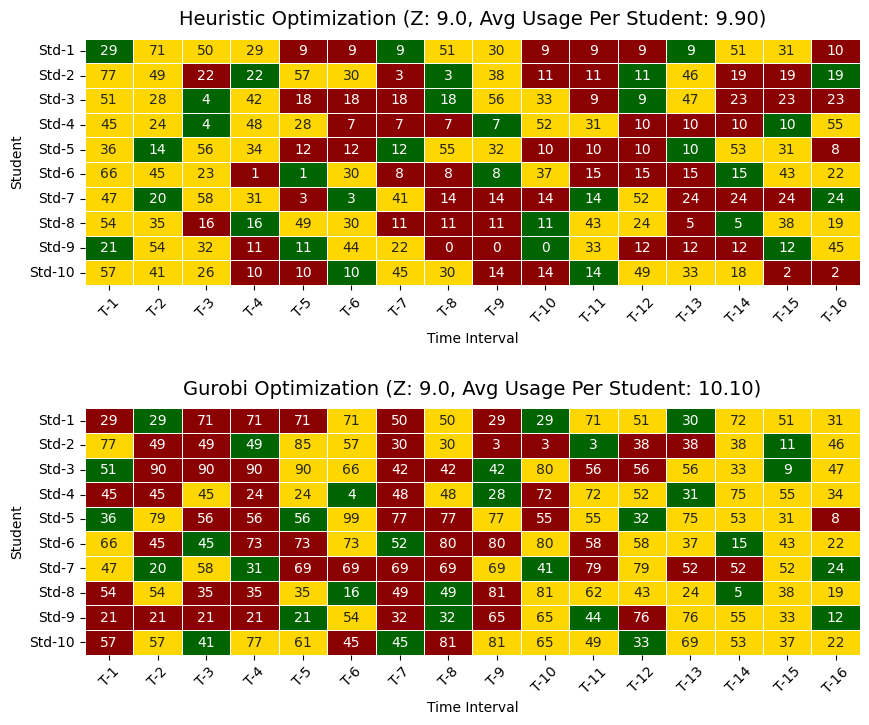 Heuristic Optimization (Z: 9.0, Avg Usage Per Student: 9.90)
Student
Std-1 29 71 50 29 9 9 9 51 30 9 9 9 9 51 31 10
Std-2 77 49 22 22 57 30 3 3 38 11 11 11 46 19 19 19
Std-3 51 28 4 42 18 18 18 18 56 33 9 9 47 23 23 23
Std-4 45 24 4 48 28 7 7 7 7 52 31 10 10 10 10 55
Std-5 36 14 56 34 12 12 12 55 32 10 10 10 10 53 31 8
Std-6 66 45 23 1 1 30 8 8 8 37 15 15 15 15 43 22
Std-7 47 20 58 31 3 3 41 14 14 14 14 52 24 24 24 24
Std-8 54 35 16 16 49 30 11 11 11 11 43 24 5 5 38 19
Std-9 21 54 32 11 11 44 22 0 0 0 33 12 12 12 12 45
Std-10 57 41 26 10 10 10 45 30 14 14 14 49 33 18 2 2
T-1 T-2 T-3 T-4 T-5 T-6 T-7 T-8 T-9 T-10 T-11 T-12 T-13 T-14 T-15 T-16
Time Interval
Gurobi Optimization (Z: 9.0, Avg Usage Per Student: 10.10)
Student
Std-1 29 29 71 71 71 71 50 50 29 29 71 51 30 72 51 31
Std-2 77 49 49 49 85 57 30 30 3 3 3 38 38 38 11 46
Std-3 51 90 90 90 90 66 42 42 42 80 56 56 56 33 9 47
Std-4 45 45 45 24 24 4 48 48 28 72 72 52 31 75 55 34
Std-5 36 79 56 56 56 99 77 77 77 55 55 32 75 53 31 8
Std-6 66 45 45 73 73 73 52 80 80 80 58 58 37 15 43 22
Std-7 47 20 58 31 69 69 69 69 69 41 79 79 52 52 52 24
Std-8 54 54 35 35 35 16 49 49 81 81 62 43 24 5 38 19
Std-9 21 21 21 21 21 54 32 32 65 65 44 76 76 55 33 12
Std-10 57 57 41 77 61 45 45 81 81 65 49 33 69 53 37 22
T-1 T-2 T-3 T-4 T-5 T-6 T-7 T-8 T-9 T-10 T-11 T-12 T-13 T-14 T-15 T-16
Time Interval